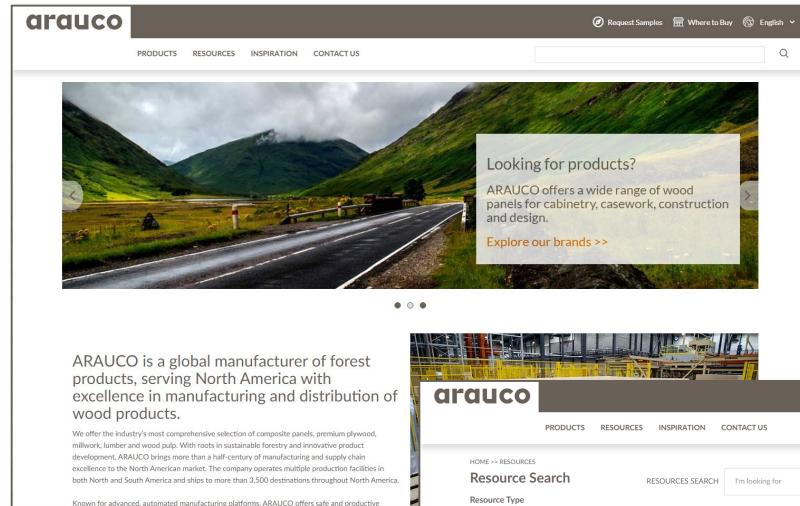 arauco
Request Samples Where to Buy English
PRODUCTS RESOURCES INSPIRATION CONTACT US
Looking for products?
ARAUCO offers a wide range of wood
panels for cabinetry, casework, construction
and design.
Explore our brands >>
ARAUCO is a global manufacturer of forest
products, serving North America with
excellence in manufacturing and distribution of
wood products.
We offer the industry's most comprehensive selection of composite panels, premium plywood,
millwork, lumber and wood pulp. With roots in sustainable forestry and innovative product
development, ARAUCO brings more than a half-century of manufacturing and supply chain
excellence to the North American market. The company operates multiple production facilities in
both North and South America and ships to more than 3,500 destinations throughout North America.
Known for advanced, automated manufacturing platforms, ARAUCO offers safe and productive
arauco
PRODUCTS RESOURCES INSPIRATION CONTACT US
HOME >> RESOURCES
Resource Search
RESOURCES SEARCH I'm looking for
Resource Type